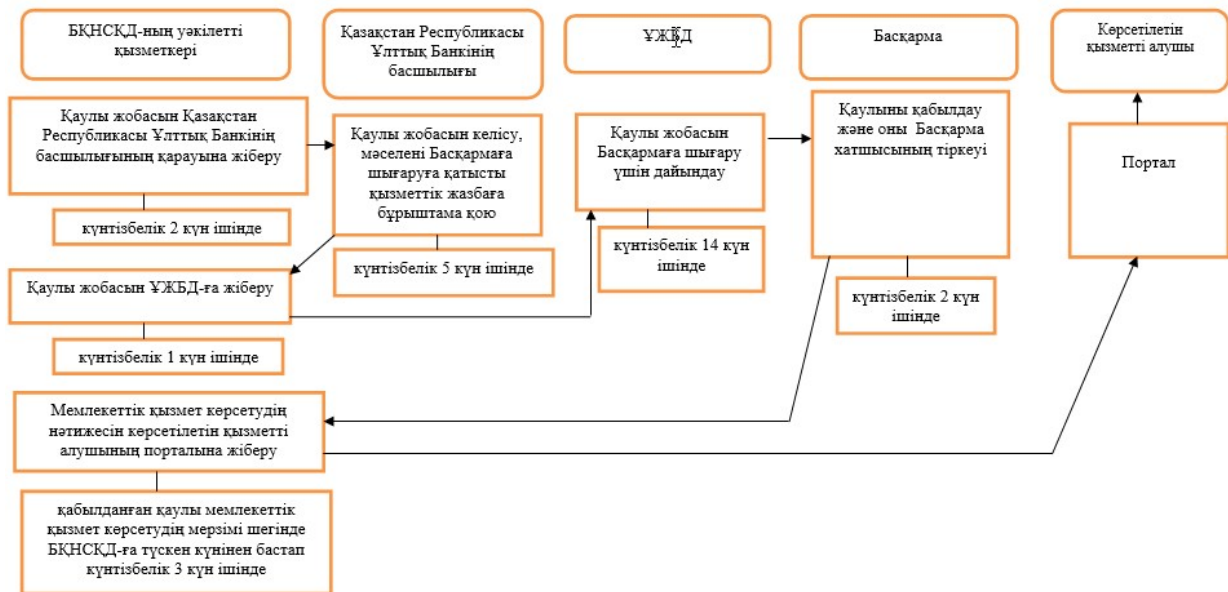 БҚНСҚД-ның уәкілетті
қызметкері
Қазақстан Республикасы
Ұлттық Банкінің
басшылығы
ҰЖБД
Басқарма
Көрсетілетін
қызметті алушы
Қаулы жобасын Қазақстан
Республикасы Ұлттық Банкінің
басшылығының қарауына жіберу
күнтізбелік 2 күн ішінде
Қаулы жобасын келісу,
мәселені Басқармаға
шығаруға қатысты
қызметтік жазбаға
бұрыштама қою
күнтізбелік 5 күн ішінде
Қаулы жобасын ҰЖБД-ға жіберу
күнтізбелік 1 күн ішінде
Қаулы жобасын
Басқармаға шығару
үшін дайындау
күнтізбелік 14 күн
ішінде
Қаулыны қабылдау
және оны Басқарма
хатшысының тіркеуі
күнтізбелік 2 күн
ішінде
Портал
Мемлекеттік қызмет көрсетудің
нәтижесін көрсетілетін қызметті
алушының порталына жіберу
қабылданған қаулы мемлекеттік
қызмет көрсетудің мерзімі шегінде
БҚНСҚД-ға түскен күнінен бастап
күнтізбелік 3 күн ішінде